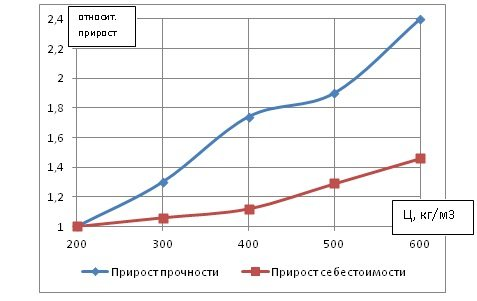 относит.
прирост
2,4
2,2
2
1,8
1,6
1,4
1,2
1
200 300 400 500 600
Ц, кг/м3
Прирост прочности Прирост себестоимости